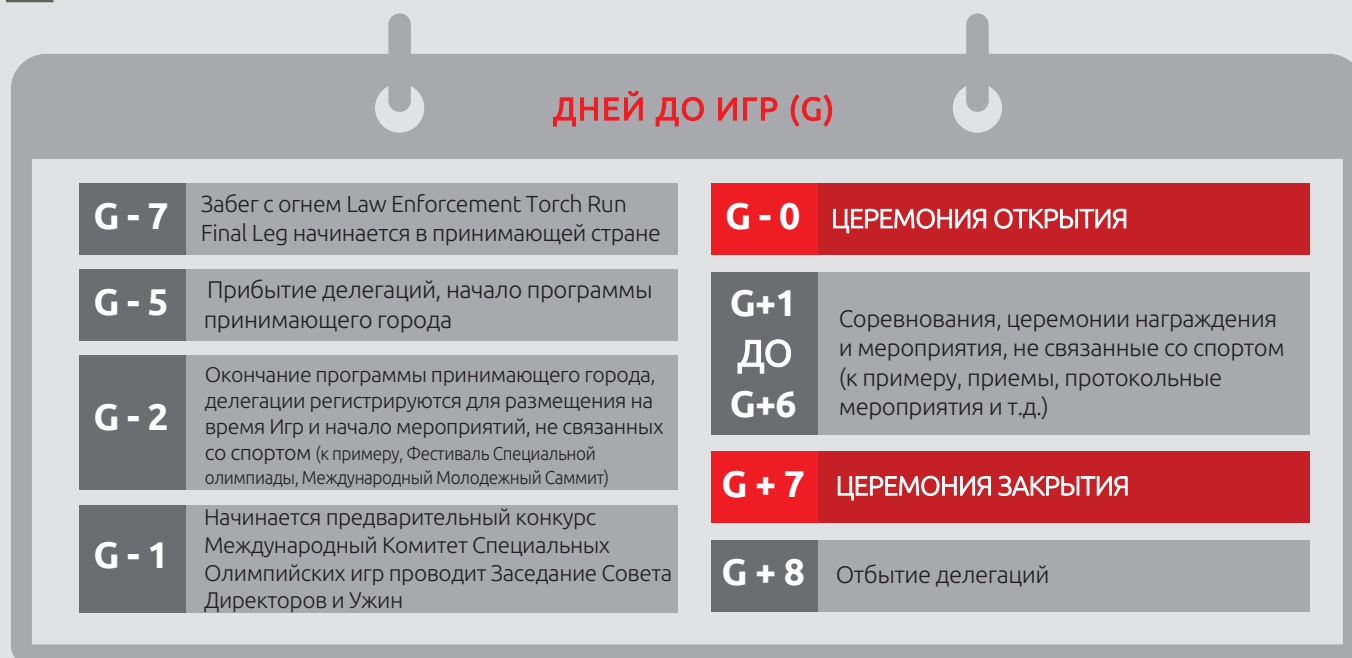 ДНЕЙ ДО ИГР (G)
G - 7
Забег с огнем Law Enforcement Torch Run
Final Leg начинается в принимающей стране
G - 5
Прибытие делегаций, начало программы
принимающего города
G - 2
Окончание программы принимающего города,
делегации регистрируются для размещения на
время Игр и начало мероприятий, не связанных
со спортом (к примеру, Фестиваль Специальной
олимпиады, Международный Молодежный Саммит)
G - 1
Начинается предварительный конкурс
Международный Комитет Специальных
Олимпийских игр проводит Заседание Совета
Директоров и Ужин
G - 0
ЦЕРЕМОНИЯ ОТКРЫТИЯ
G+1
ДО
G+6
Соревнования, церемонии награждения
и мероприятия, не связанные со спортом
(к примеру, приемы, протокольные
мероприятия и т.д.)
G + 7
ЦЕРЕМОНИЯ ЗАКРЫТИЯ
G + 8
Отбытие делегаций